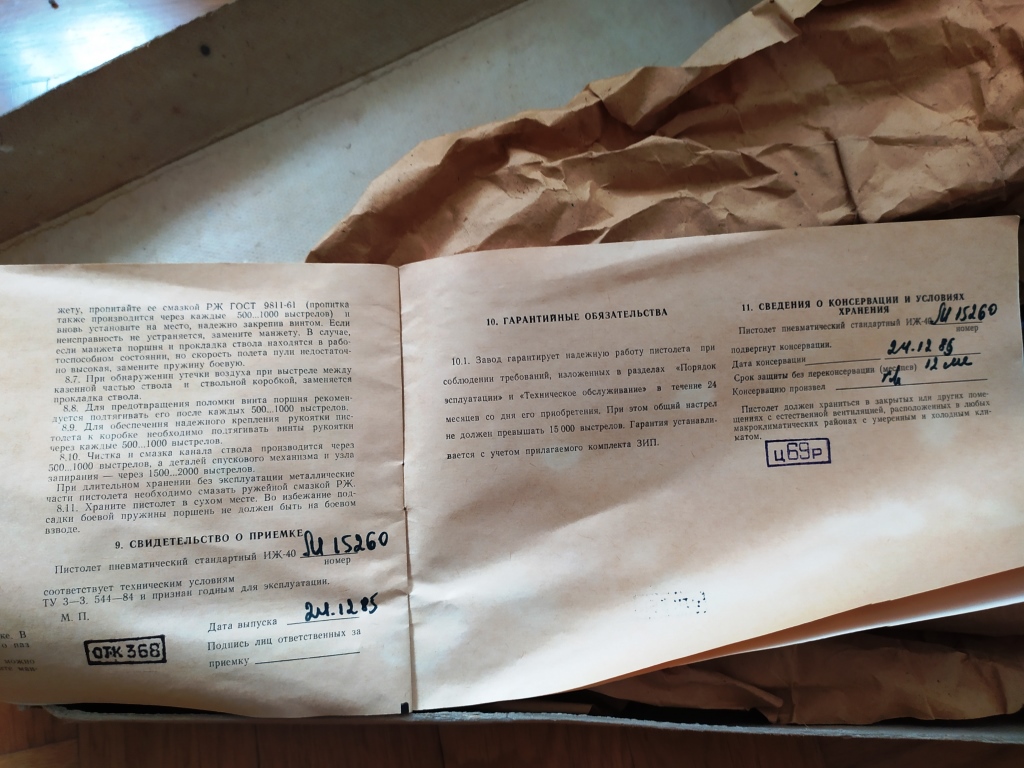 жету, пропитайте ее смазкой РЖ ГОСТ 9811-61 (пропитка
также производится через каждые 500...1000 выстрелов) и
вновь установите на место, надежно закрепив винтом. Если
неисправность не устраняется, замените манжету. В случае,
если манжета поршня и прокладка ствола находятся в рабо-
тоспособном состоянии, но скорость полета пули недостаточ-
но высокая, замените пружину боевую.
8.7. При обнаружении утечки воздуха при выстреле между
казенной частью ствола и ствольной коробкой, заменяется
прокладка ствола.
8.8. Для предотвращения поломки винта поршня рекомен-
дуется подтягивать его после каждых 500...1000 выстрелов.
8.9. Для обеспечения надежного крепления рукоятки пис-
толета к коробке необходимо подтягивать винты рукоятки
через каждые 500...1000 выстрелов.
8.10. Чистка и смазка канала ствола производится через
500...1000 выстрелов, а деталей спускового механизма и узла
запирания — через 1500...2000 выстрелов.
При длительном хранении без эксплуатации металлические
части пистолета необходимо смазать ружейной смазкой РЖ.
8.11. Храните пистолет в сухом месте. Во избежание под-
садки боевой пружины поршень не должен быть на боевом
взводе.
9. СВИДЕТЕЛЬСТВО О ПРИЕМКЕ
Пистолет пневматический стандартный ИЖ-40 15260
номер
соответствует техническим условиям
ТУ 3—3. 544—84 и признан годным для эксплуатации.
М. П.
Дата выпуска 24.12 85
Подпись лиц ответственных за
приемку
ОТК 368
ке. В
о паз
можно
10. ГАРАНТИЙНЫЕ ОБЯЗАТЕЛЬСТВА
10.1. Завод гарантирует надежную работу пистолета при
соблюдении требований, изложенных в разделах «Порядок
эксплуатации» и «Техническое обслуживание» в течение 24
месяцев со дня его приобретения. При этом общий настрел
не должен превышать 15 000 выстрелов. Гарантия устанавли-
вается с учетом прилагаемого комплекта ЗИП.
11. СВЕДЕНИЯ О КОНСЕРВАЦИИ И УСЛОВИЯХ
ХРАНЕНИЯ
Пистолет пневматический стандартный ИЖ-40 15260
номер
подвергнут консервации.
Дата консервации 24.12 85
Срок защиты без переконсервации (месяцев) 12 ме
Консервацию произвел
Пистолет должен храниться в закрытых или других поме-
щениях с естественной вентиляцией, расположенных в любых
макроклиматических районах с умеренным и холодным кли-
матом.
ц69р